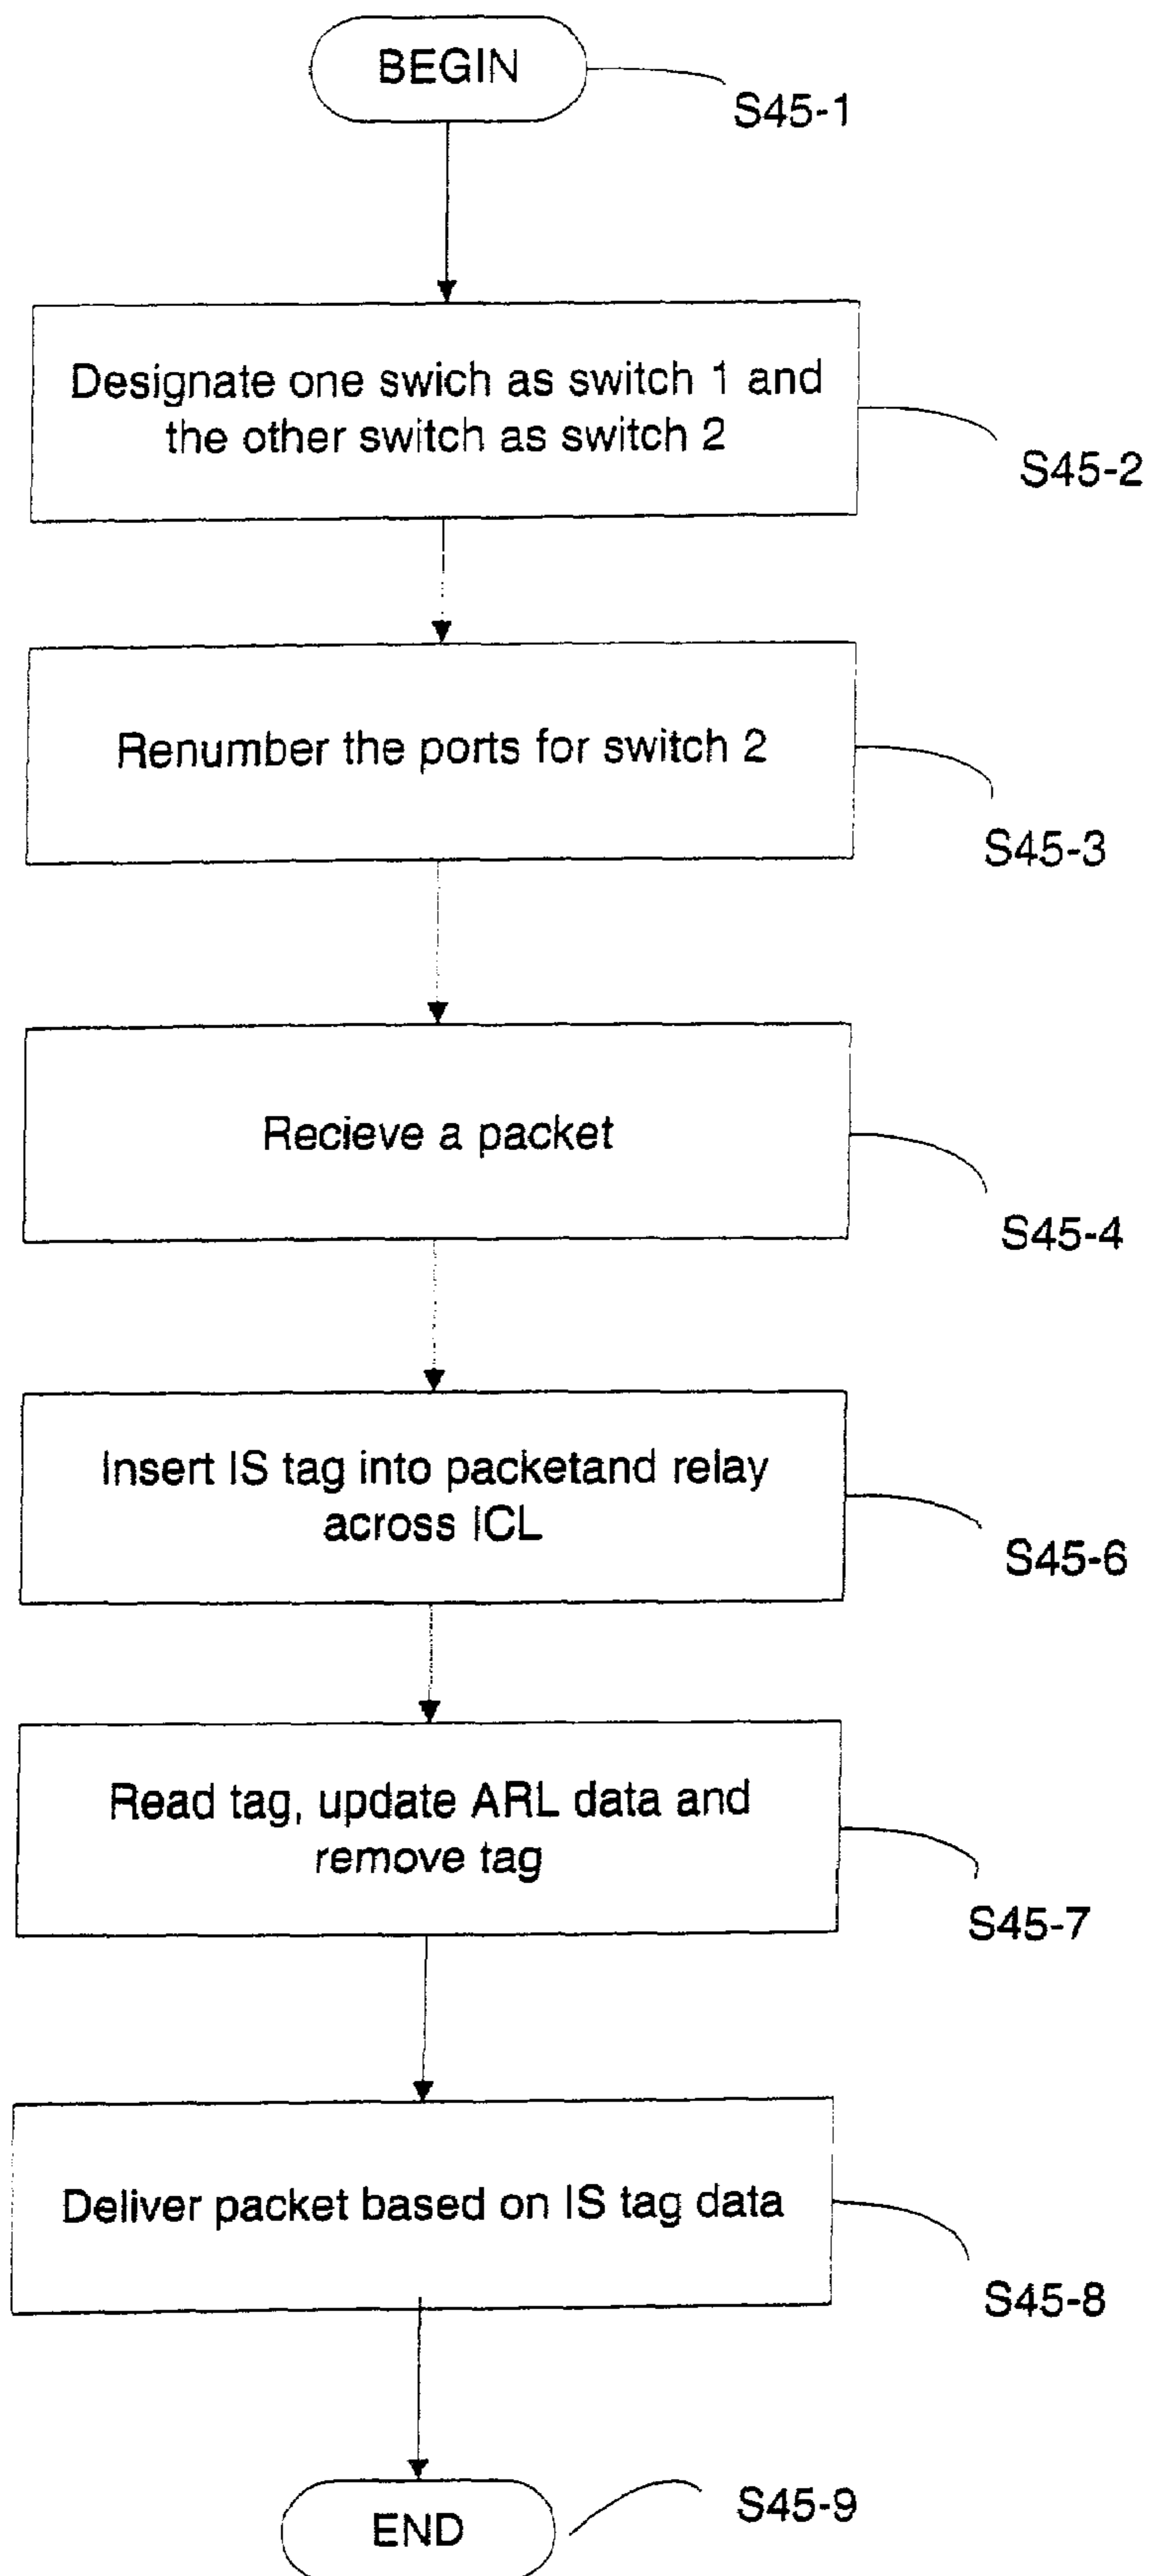 BEGIN
S45-1
Designate one swich as switch 1 and
the other switch as switch 2
S45-2
Renumber the ports for switch 2
S45-3
Recieve a packet
S45-4
Insert IS tag into packetand relay
across ICL
S45-6
Read tag, update ARL data and
remove tag
S45-7
Deliver packet based on IS tag data
S45-8
END
S45-9